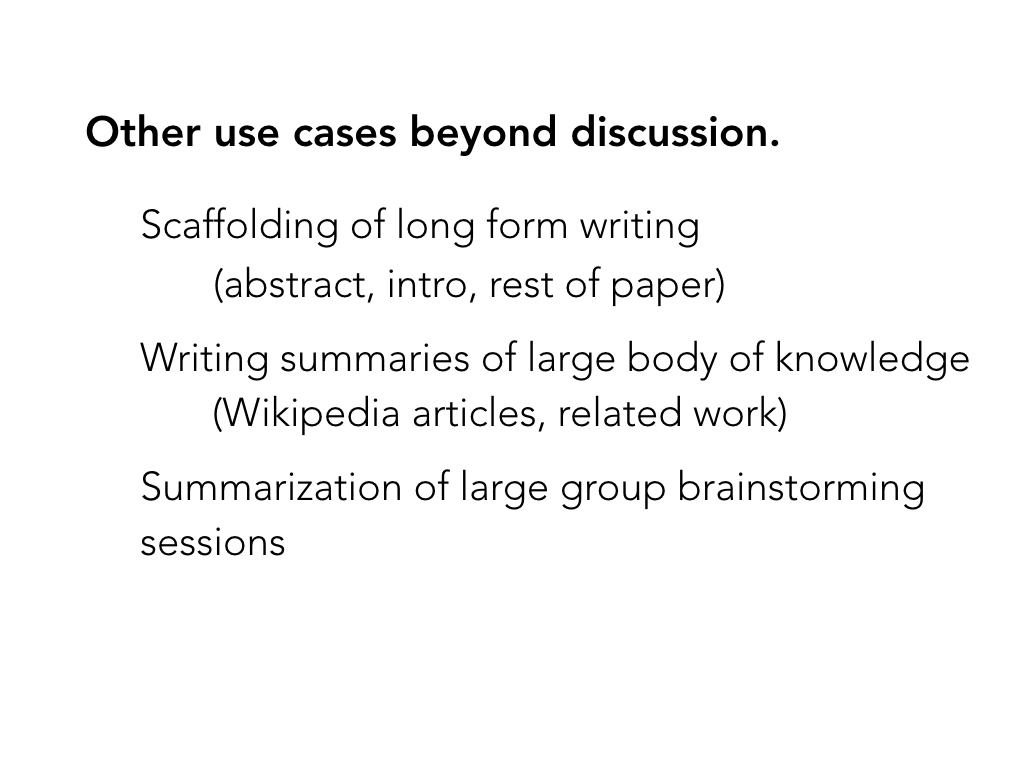 Other use cases beyond discussion.
Scaffolding of long form writing
(abstract, intro, rest of paper)
Writing summaries of large body of knowledge
(Wikipedia articles, related work)
Summarization of large group brainstorming
sessions